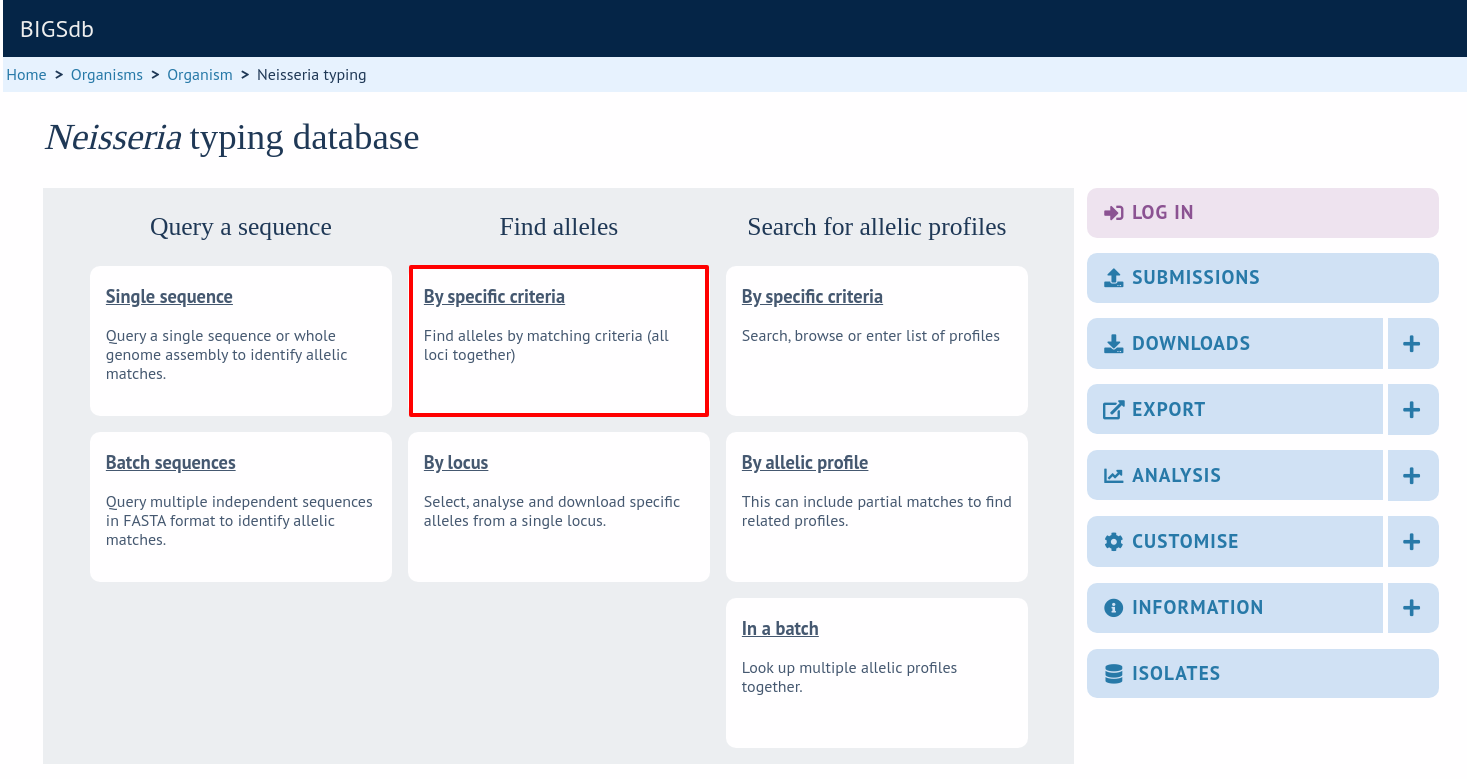 BIGSdb
Home > Organisms > Organism > Neisseria typing
Neisseria typing database
Query a sequence
Single sequence
Query a single sequence or whole
genome assembly to identify allelic
matches.
Batch sequences
Query multiple independent sequences
in FASTA format to identify allelic
matches.
Find alleles
By specific criteria
Find alleles by matching criteria (all
loci together)
By locus
Select, analyse and download specific
alleles from a single locus.
Search for allelic profiles
By specific criteria
Search, browse or enter list of profiles
By allelic profile
This can include partial matches to find
related profiles.
In a batch
Look up multiple allelic profiles
together.
LOG IN
SUBMISSIONS
DOWNLOADS +
EXPORT +
ANALYSIS +
CUSTOMISE +
INFORMATION +
ISOLATES